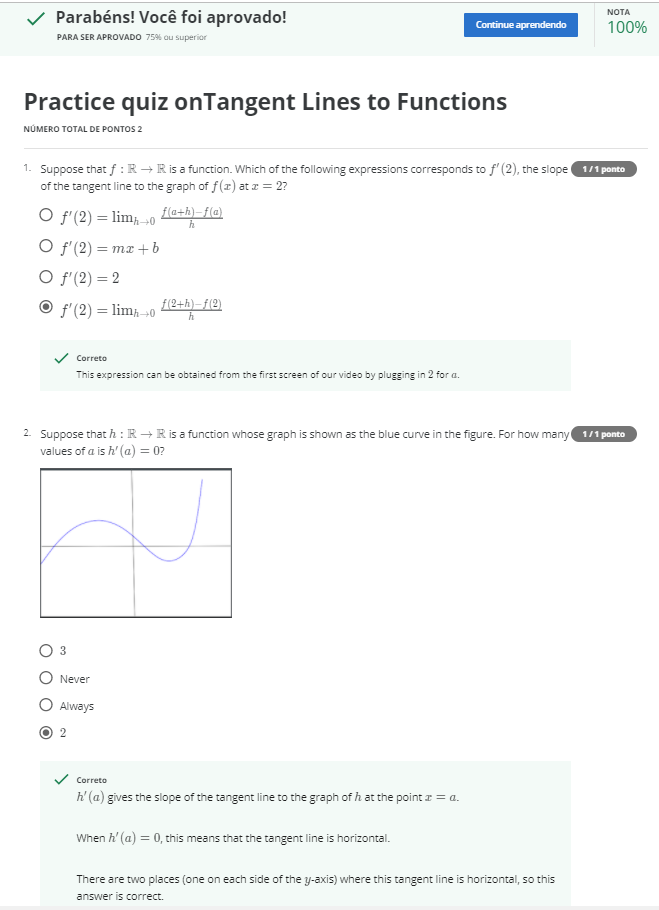 Parabéns! Você foi aprovado!
PARA SER APROVADO 75% ou superior
Continue aprendendo
NOTA
100%
Practice quiz onTangent Lines to Functions
NÚMERO TOTAL DE PONTOS 2
1. Suppose that f : ℝ → ℝ is a function. Which of the following expressions corresponds to f′(2), the slope
1 / 1 ponto
of the tangent line to the graph of f(x) at x = 2?
f′(2) = lim_{h→0} \frac{f(a+h)−f(a)}{h}
f′(2) = mx + b
f′(2) = 2
f′(2) = lim_{h→0} \frac{f(2+h)−f(2)}{h}
Correto
This expression can be obtained from the first screen of our video by plugging in 2 for a.
2. Suppose that h : ℝ → ℝ is a function whose graph is shown as the blue curve in the figure. For how many
1 / 1 ponto
values of a is h′(a) = 0?
3
Never
Always
2
Correto
h′(a) gives the slope of the tangent line to the graph of h at the point x = a.
When h′(a) = 0, this means that the tangent line is horizontal.
There are two places (one on each side of the y-axis) where this tangent line is horizontal, so this
answer is correct.